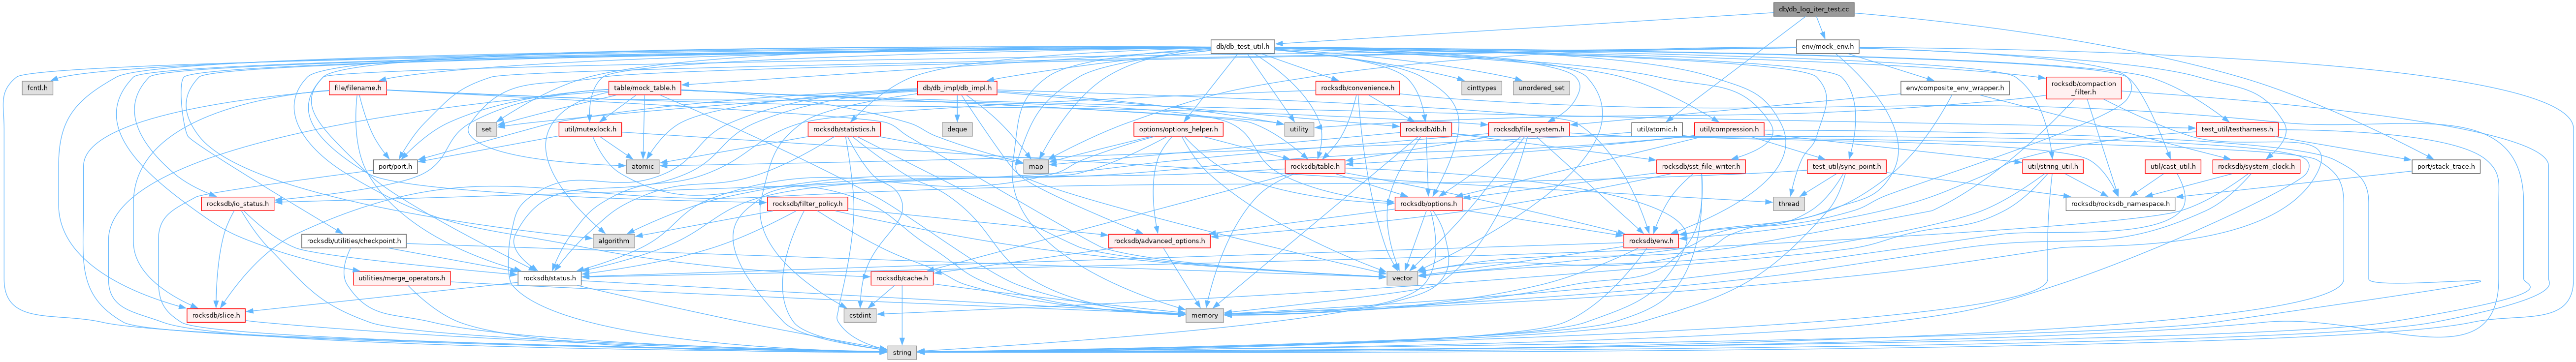 db/db_log_iter_test.cc
db/db_test_util.h
env/mock_env.h
fcntl.h
file/filename.h
table/mock_table.h
db/db_impl/db_impl.h
rocksdb/convenience.h
cinttypes
unordered_set
env/composite_env_wrapper.h
rocksdb/compaction
_filter.h
set
util/mutexlock.h
deque
rocksdb/statistics.h
options/options_helper.h
utility
rocksdb/db.h
rocksdb/file_system.h
util/atomic.h
util/compression.h
test_util/testharness.h
port/port.h
atomic
map
rocksdb/table.h
rocksdb/sst_file_writer.h
test_util/sync_point.h
util/string_util.h
util/cast_util.h
rocksdb/system_clock.h
port/stack_trace.h
rocksdb/io_status.h
rocksdb/filter_policy.h
rocksdb/options.h
thread
rocksdb/rocksdb_namespace.h
rocksdb/utilities/checkpoint.h
algorithm
rocksdb/advanced_options.h
rocksdb/env.h
utilities/merge_operators.h
rocksdb/status.h
rocksdb/cache.h
vector
rocksdb/slice.h
cstdint
memory
string